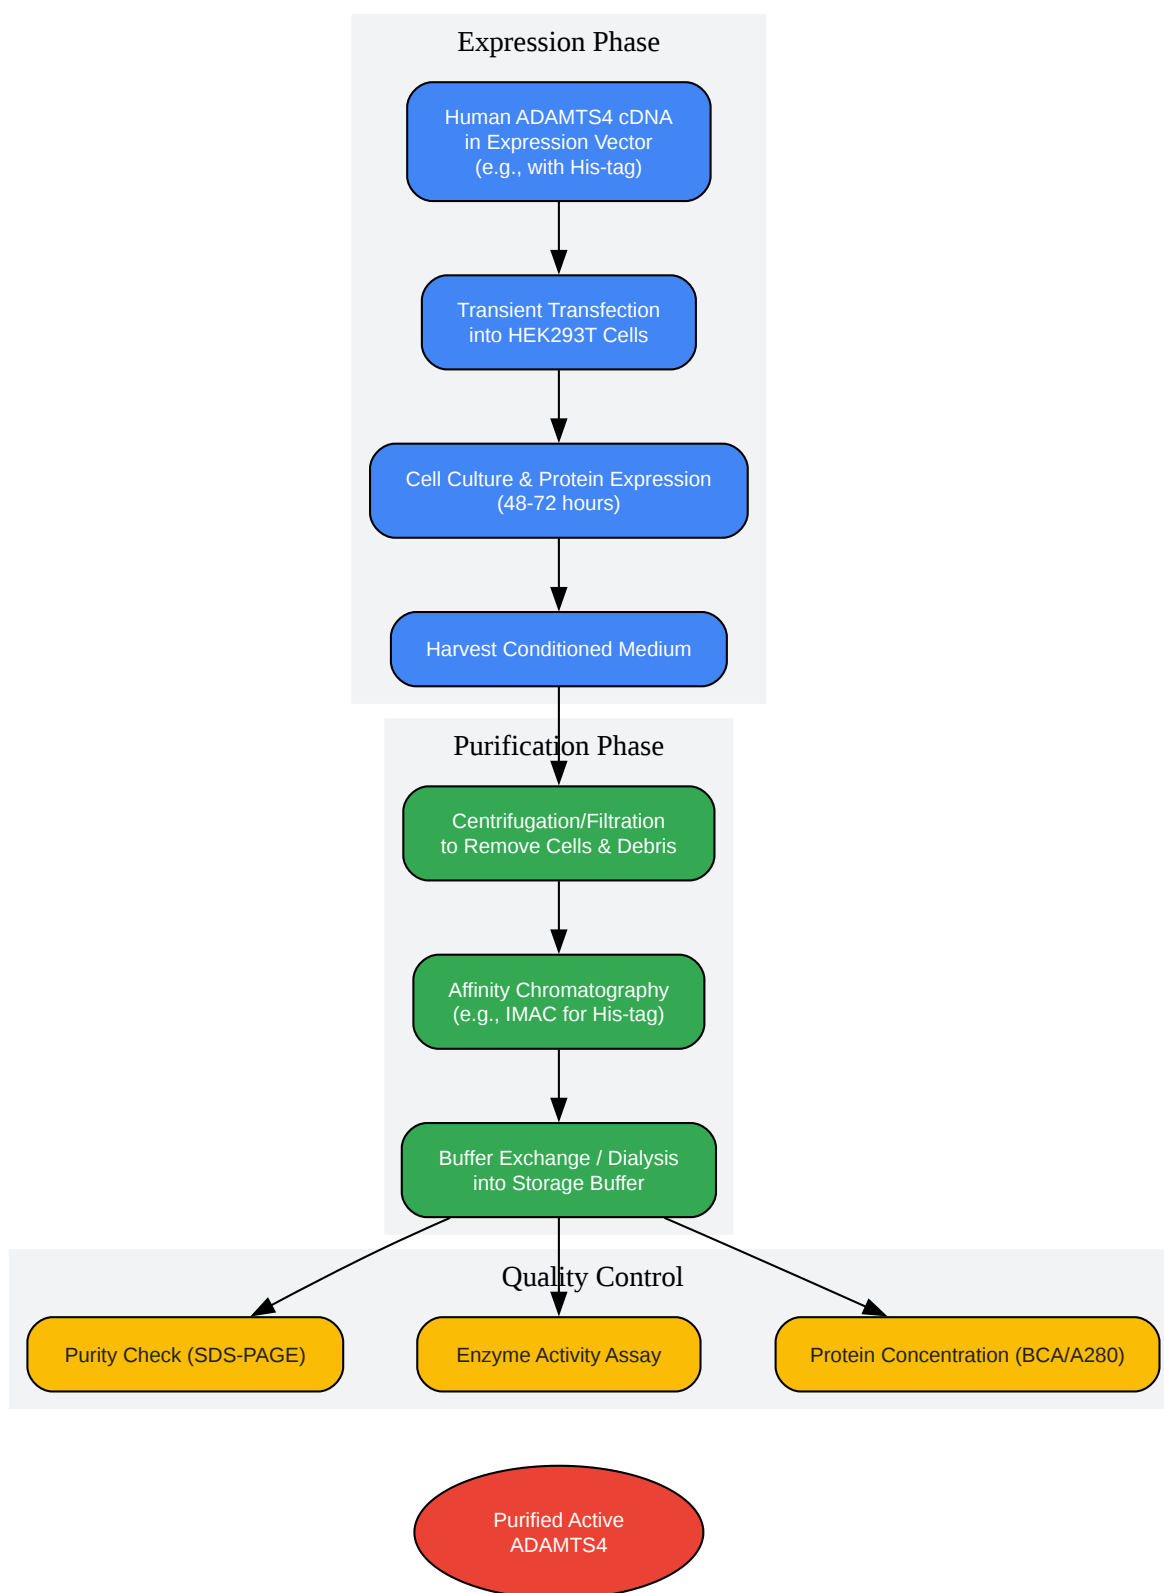 Expression Phase
Human ADAMTS4 cDNA
in Expression Vector
(e.g., with His-tag)
Transient Transfection
into HEK293T Cells
Cell Culture & Protein Expression
(48-72 hours)
Harvest Conditioned Medium
Purification Phase
Centrifugation/Filtration
to Remove Cells & Debris
Affinity Chromatography
(e.g., IMAC for His-tag)
Buffer Exchange / Dialysis
into Storage Buffer
Quality Control
Purity Check (SDS-PAGE)
Enzyme Activity Assay
Protein Concentration (BCA/A280)
Purified Active
ADAMTS4